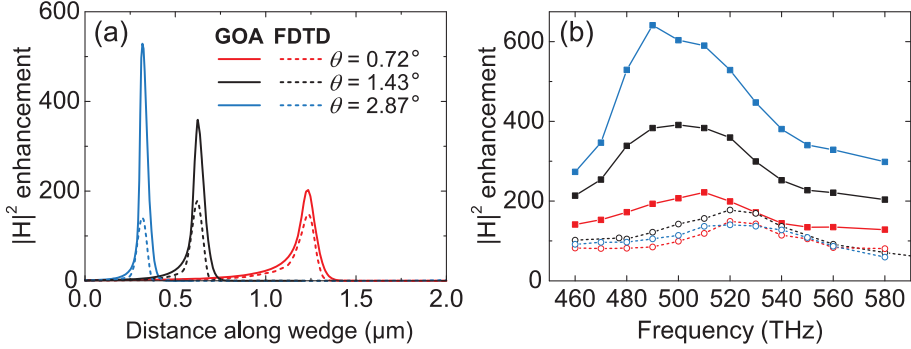 (a)
GOA FDTD
θ = 0.72°
θ = 1.43°
θ = 2.87°
600
400
200
0
|H|² enhancement
0.0 0.5 1.0 1.5 2.0
Distance along wedge (μm)
(b)
600
400
200
0
|H|² enhancement
460 480 500 520 540 560 580
Frequency (THz)